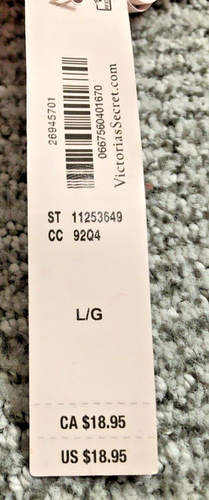 26945701
0667560401670
VictoriasSecret.com
ST 11253649
CC 92Q4
L/G
CA $18.95
US $18.95